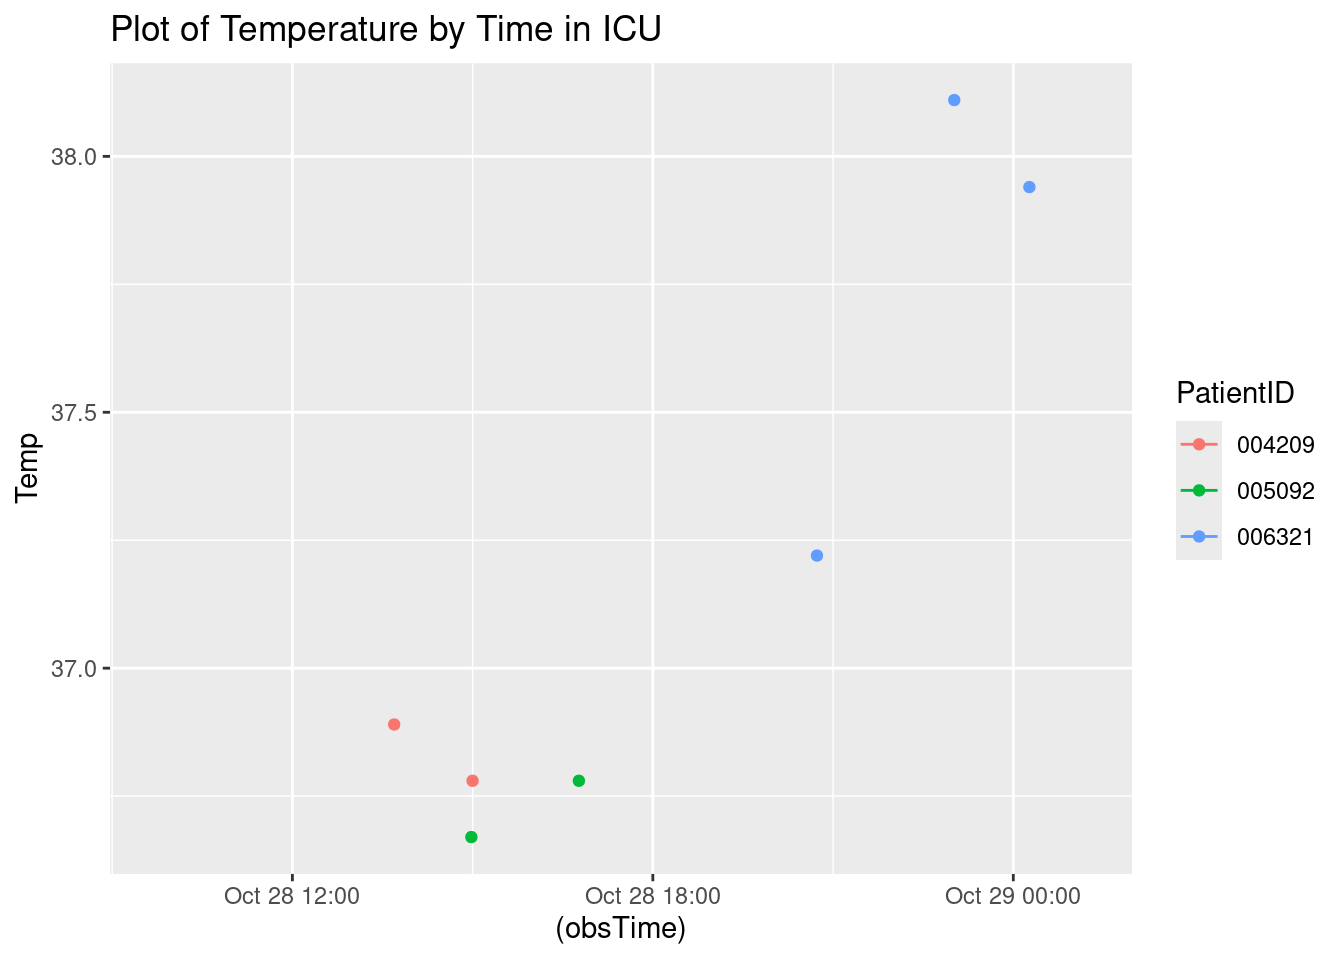 Plot of Temperature by Time in ICU
38.0
37.5
37.0
Temp
Oct 28 12:00
Oct 28 18:00
Oct 29 00:00
(obsTime)
PatientID
004209
005092
006321